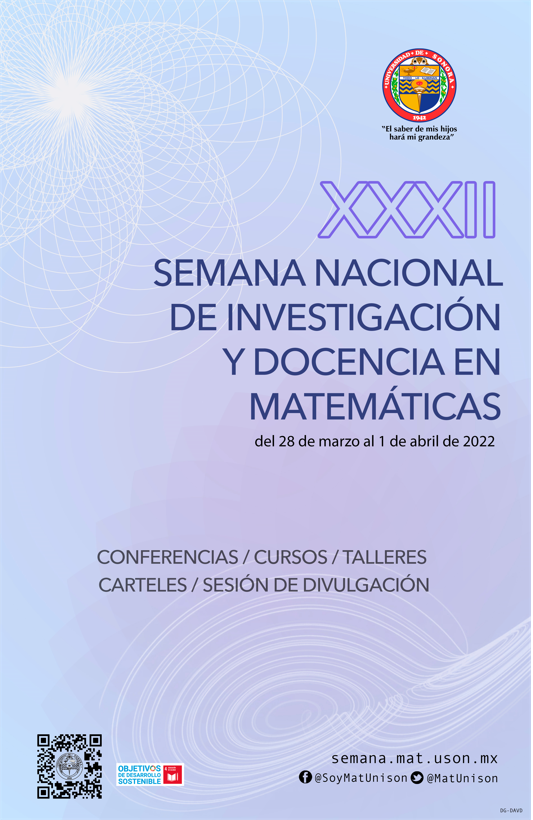 UNIVERSIDAD • DE • SONORA
1942
"El saber de mis hijos
hará mi grandeza"
XXXII
SEMANA NACIONAL
DE INVESTIGACIÓN
Y DOCENCIA EN
MATEMÁTICAS
del 28 de marzo al 1 de abril de 2022
CONFERENCIAS / CURSOS / TALLERES
CARTELES / SESIÓN DE DIVULGACIÓN
semana.mat.uson.mx
@SoyMatUnison @MatUnison
OBJETIVOS
DE DESARROLLO
SOSTENIBLE
DG-DAVD